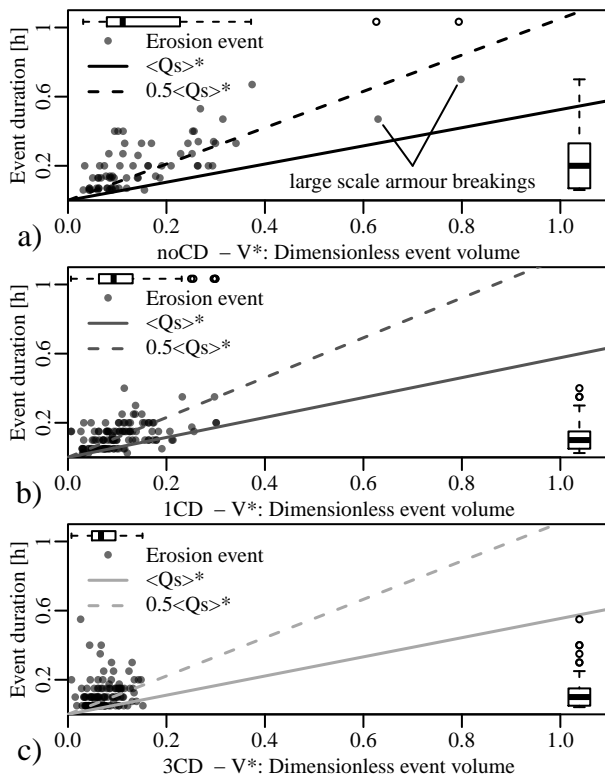 Event duration [h]
1.0
0.6
0.2
Erosion event
<Qs>*
0.5<Qs>*
large scale armour breakings
0.0 0.2 0.4 0.6 0.8 1.0
a)
noCD – V*: Dimensionless event volume
Event duration [h]
1.0
0.6
0.2
Erosion event
<Qs>*
0.5<Qs>*
0.0 0.2 0.4 0.6 0.8 1.0
b)
1CD – V*: Dimensionless event volume
Event duration [h]
1.0
0.6
0.2
Erosion event
<Qs>*
0.5<Qs>*
0.0 0.2 0.4 0.6 0.8 1.0
c)
3CD – V*: Dimensionless event volume